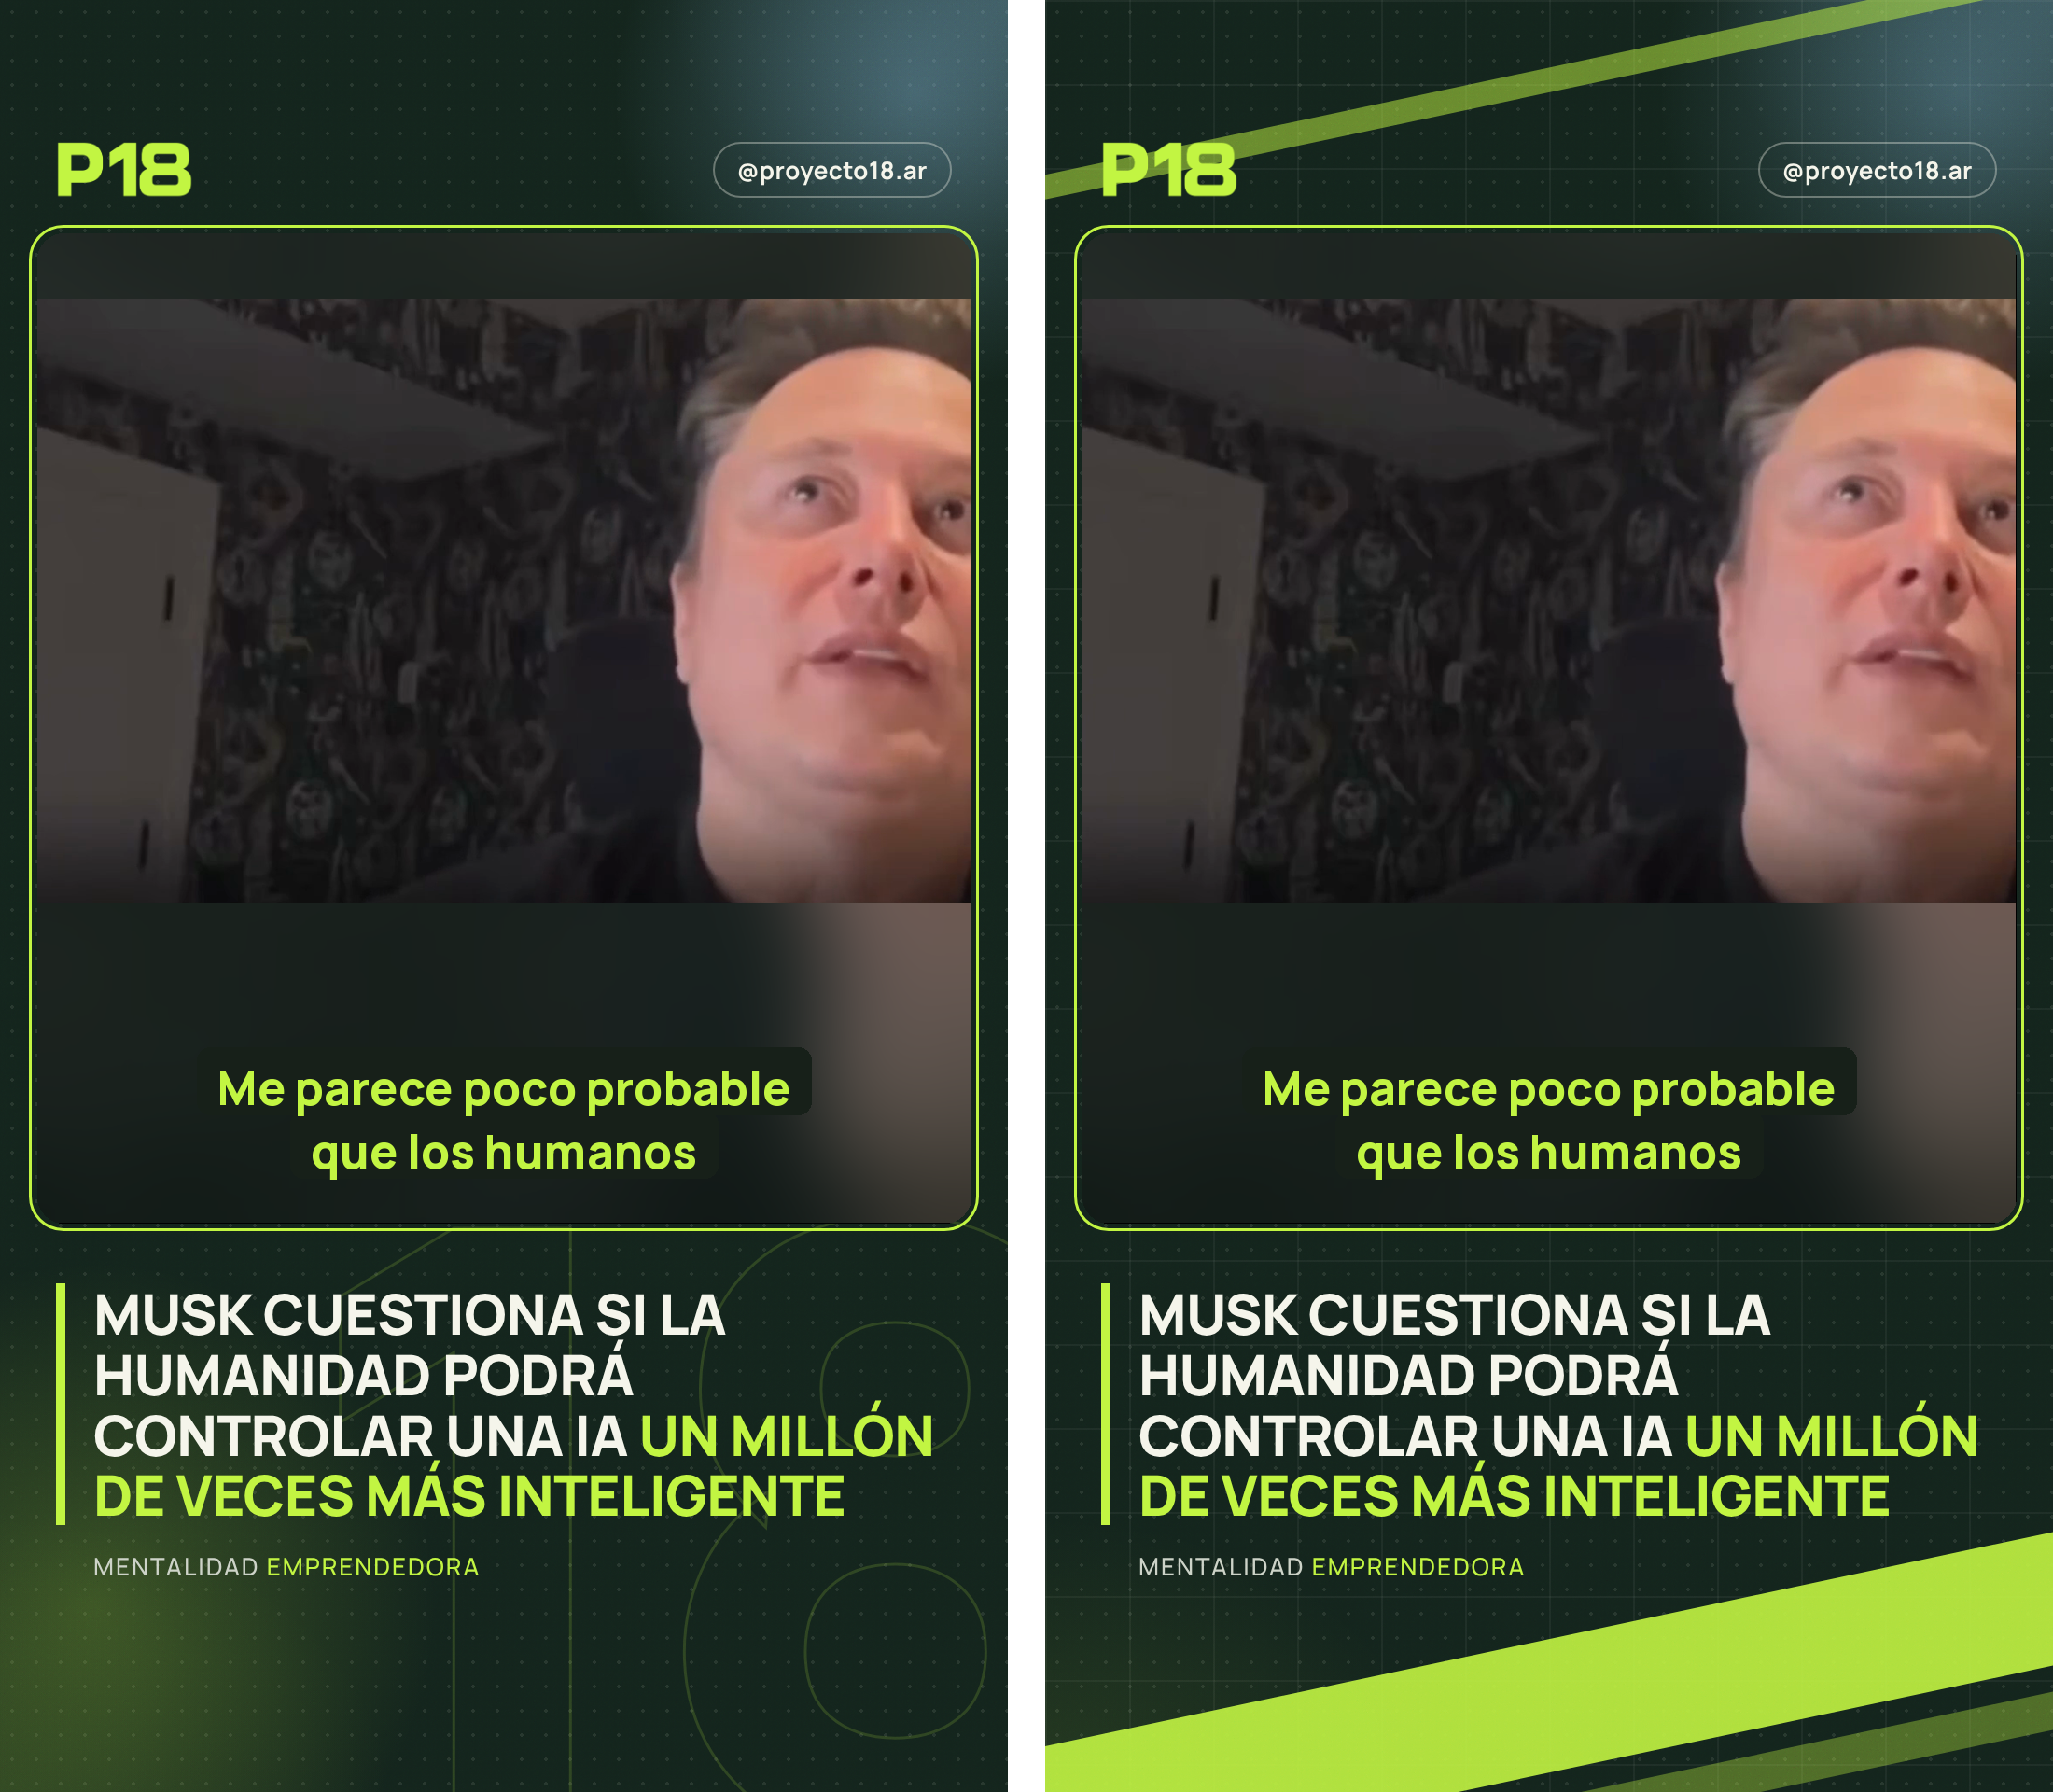 P18
@proyecto18.ar
Me parece poco probable
que los humanos
MUSK CUESTIONA SI LA
HUMANIDAD PODRÁ
CONTROLAR UNA IA UN MILLÓN
DE VECES MÁS INTELIGENTE
MENTALIDAD EMPRENDEDORA
18
P18
@proyecto18.ar
Me parece poco probable
que los humanos
MUSK CUESTIONA SI LA
HUMANIDAD PODRÁ
CONTROLAR UNA IA UN MILLÓN
DE VECES MÁS INTELIGENTE
MENTALIDAD EMPRENDEDORA